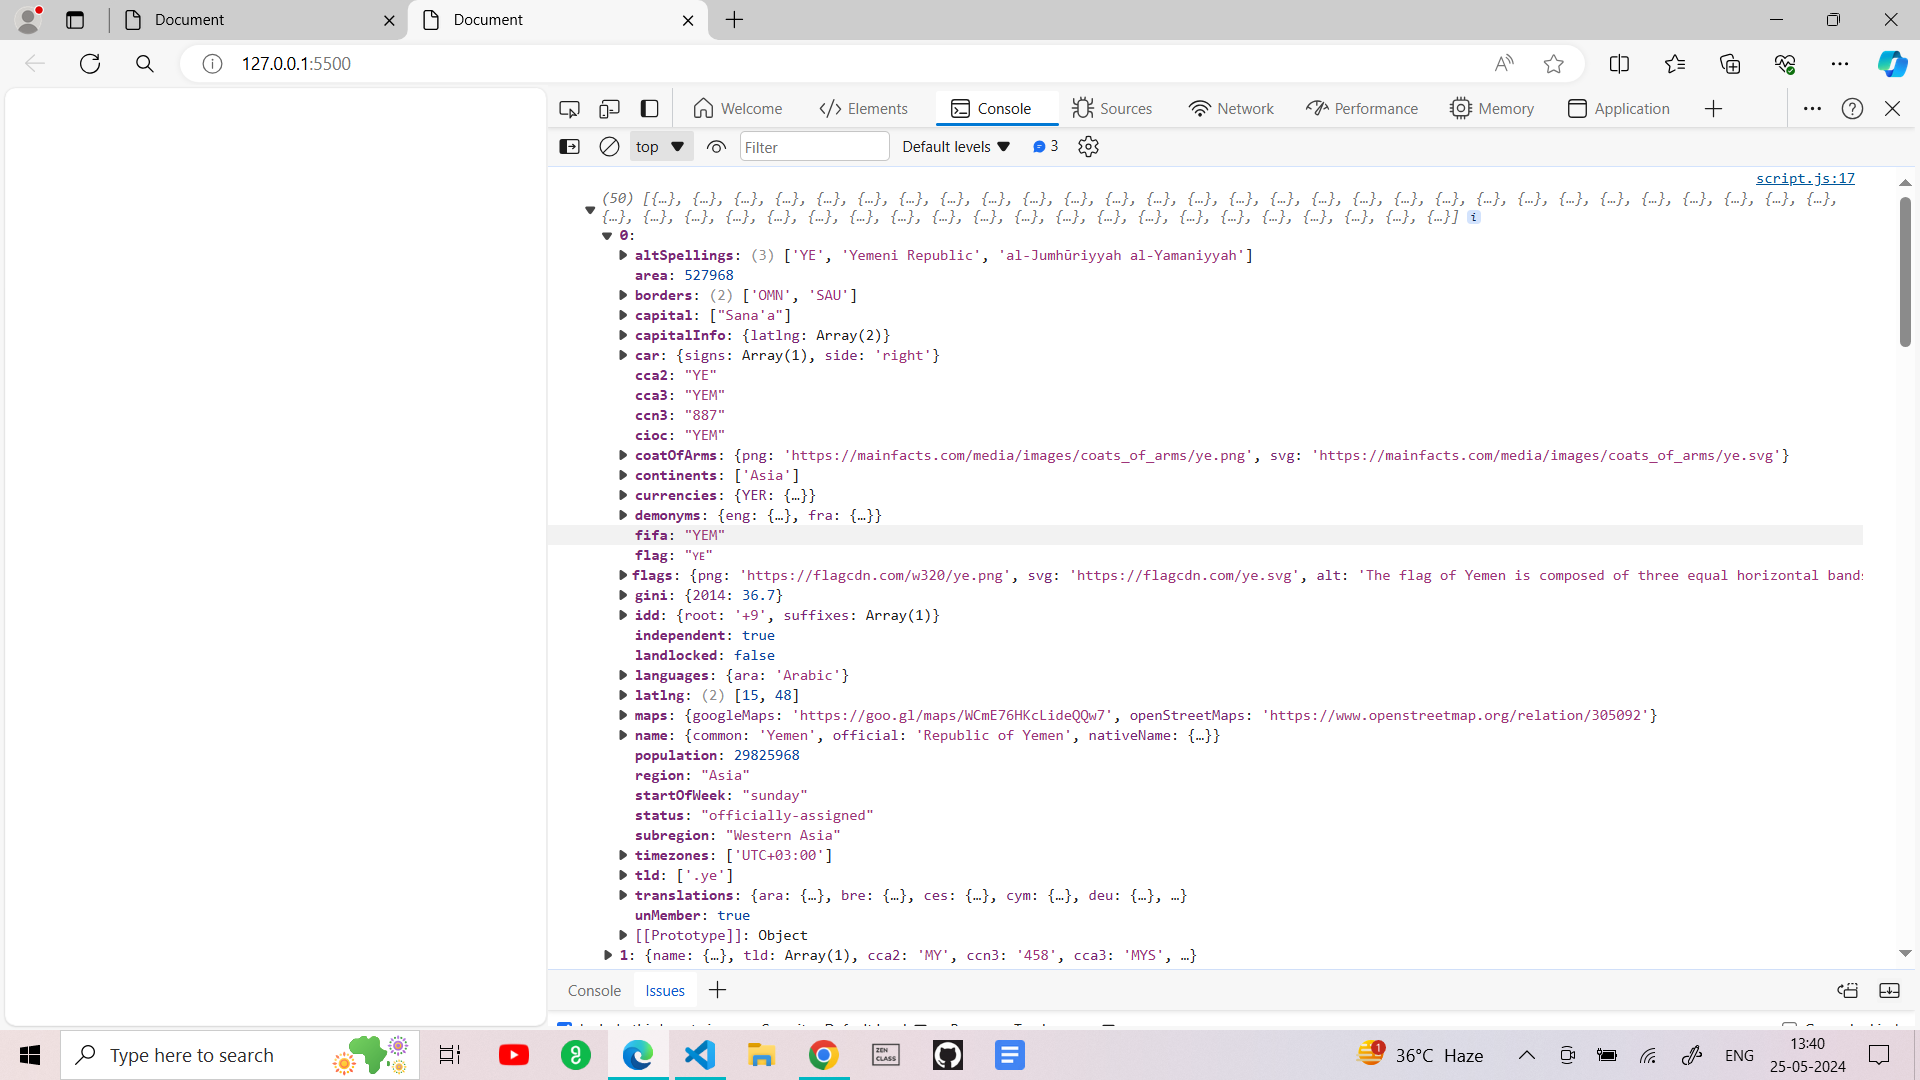 Document
Document
127.0.0.1:5500
Welcome
Elements
Console
Sources
Network
Performance
Memory
Application
top
Filter
Default levels
3
script.js:17
(50) [{…}, {…}, {…}, {…}, {…}, {…}, {…}, {…}, {…}, {…}, {…}, {…}, {…}, {…}, {…}, {…}, {…}, {…}, {…}, {…}, {…}, {…}, {…}, {…}, {…}, {…}, {…}, {…}, {…},
{…}, {…}, {…}, {…}, {…}, {…}, {…}, {…}, {…}, {…}, {…}, {…}, {…}, {…}, {…}, {…}, {…}, {…}, {…}, {…}, {…}] i
0:
altSpellings: (3) ['YE', 'Yemeni Republic', 'al-Jumhūriyyah al-Yamaniyyah']
area: 527968
borders: (2) ['OMN', 'SAU']
capital: ["Sana'a"]
capitalInfo: {latlng: Array(2)}
car: {signs: Array(1), side: 'right'}
cca2: "YE"
cca3: "YEM"
ccn3: "887"
cioc: "YEM"
coatOfArms: {png: 'https://mainfacts.com/media/images/coats_of_arms/ye.png', svg: 'https://mainfacts.com/media/images/coats_of_arms/ye.svg'}
continents: ['Asia']
currencies: {YER: {…}}
demonyms: {eng: {…}, fra: {…}}
fifa: "YEM"
flag: "🇾🇪"
flags: {png: 'https://flagcdn.com/w320/ye.png', svg: 'https://flagcdn.com/ye.svg', alt: 'The flag of Yemen is composed of three equal horizontal bands
gini: {2014: 36.7}
idd: {root: '+9', suffixes: Array(1)}
independent: true
landlocked: false
languages: {ara: 'Arabic'}
latlng: (2) [15, 48]
maps: {googleMaps: 'https://goo.gl/maps/WCmE76HKcLideQQw7', openStreetMaps: 'https://www.openstreetmap.org/relation/305092'}
name: {common: 'Yemen', official: 'Republic of Yemen', nativeName: {…}}
population: 29825968
region: "Asia"
startOfWeek: "sunday"
status: "officially-assigned"
subregion: "Western Asia"
timezones: ['UTC+03:00']
tld: ['.ye']
translations: {ara: {…}, bre: {…}, ces: {…}, cym: {…}, deu: {…}, …}
unMember: true
[[Prototype]]: Object
1: {name: {…}, tld: Array(1), cca2: 'MY', ccn3: '458', cca3: 'MYS', …}
Console
Issues
Type here to search
ZEN
CLASS
1
36°C Haze
ENG
13:40
25-05-2024